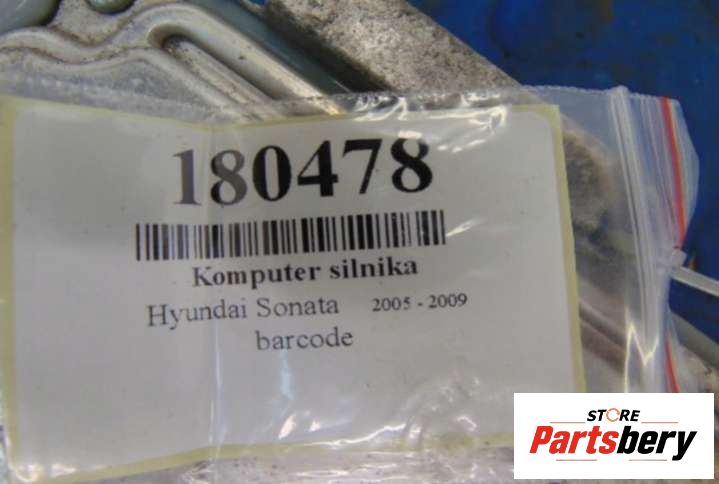 180478
Komputer silnika
Hyundai Sonata 2005 - 2009
barcode
STORE
Partsbery